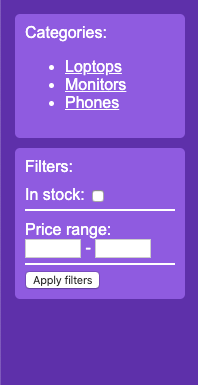 Categories:
Loptops
Monitors
Phones
Filters:
In stock:
Price range:
-
Apply filters